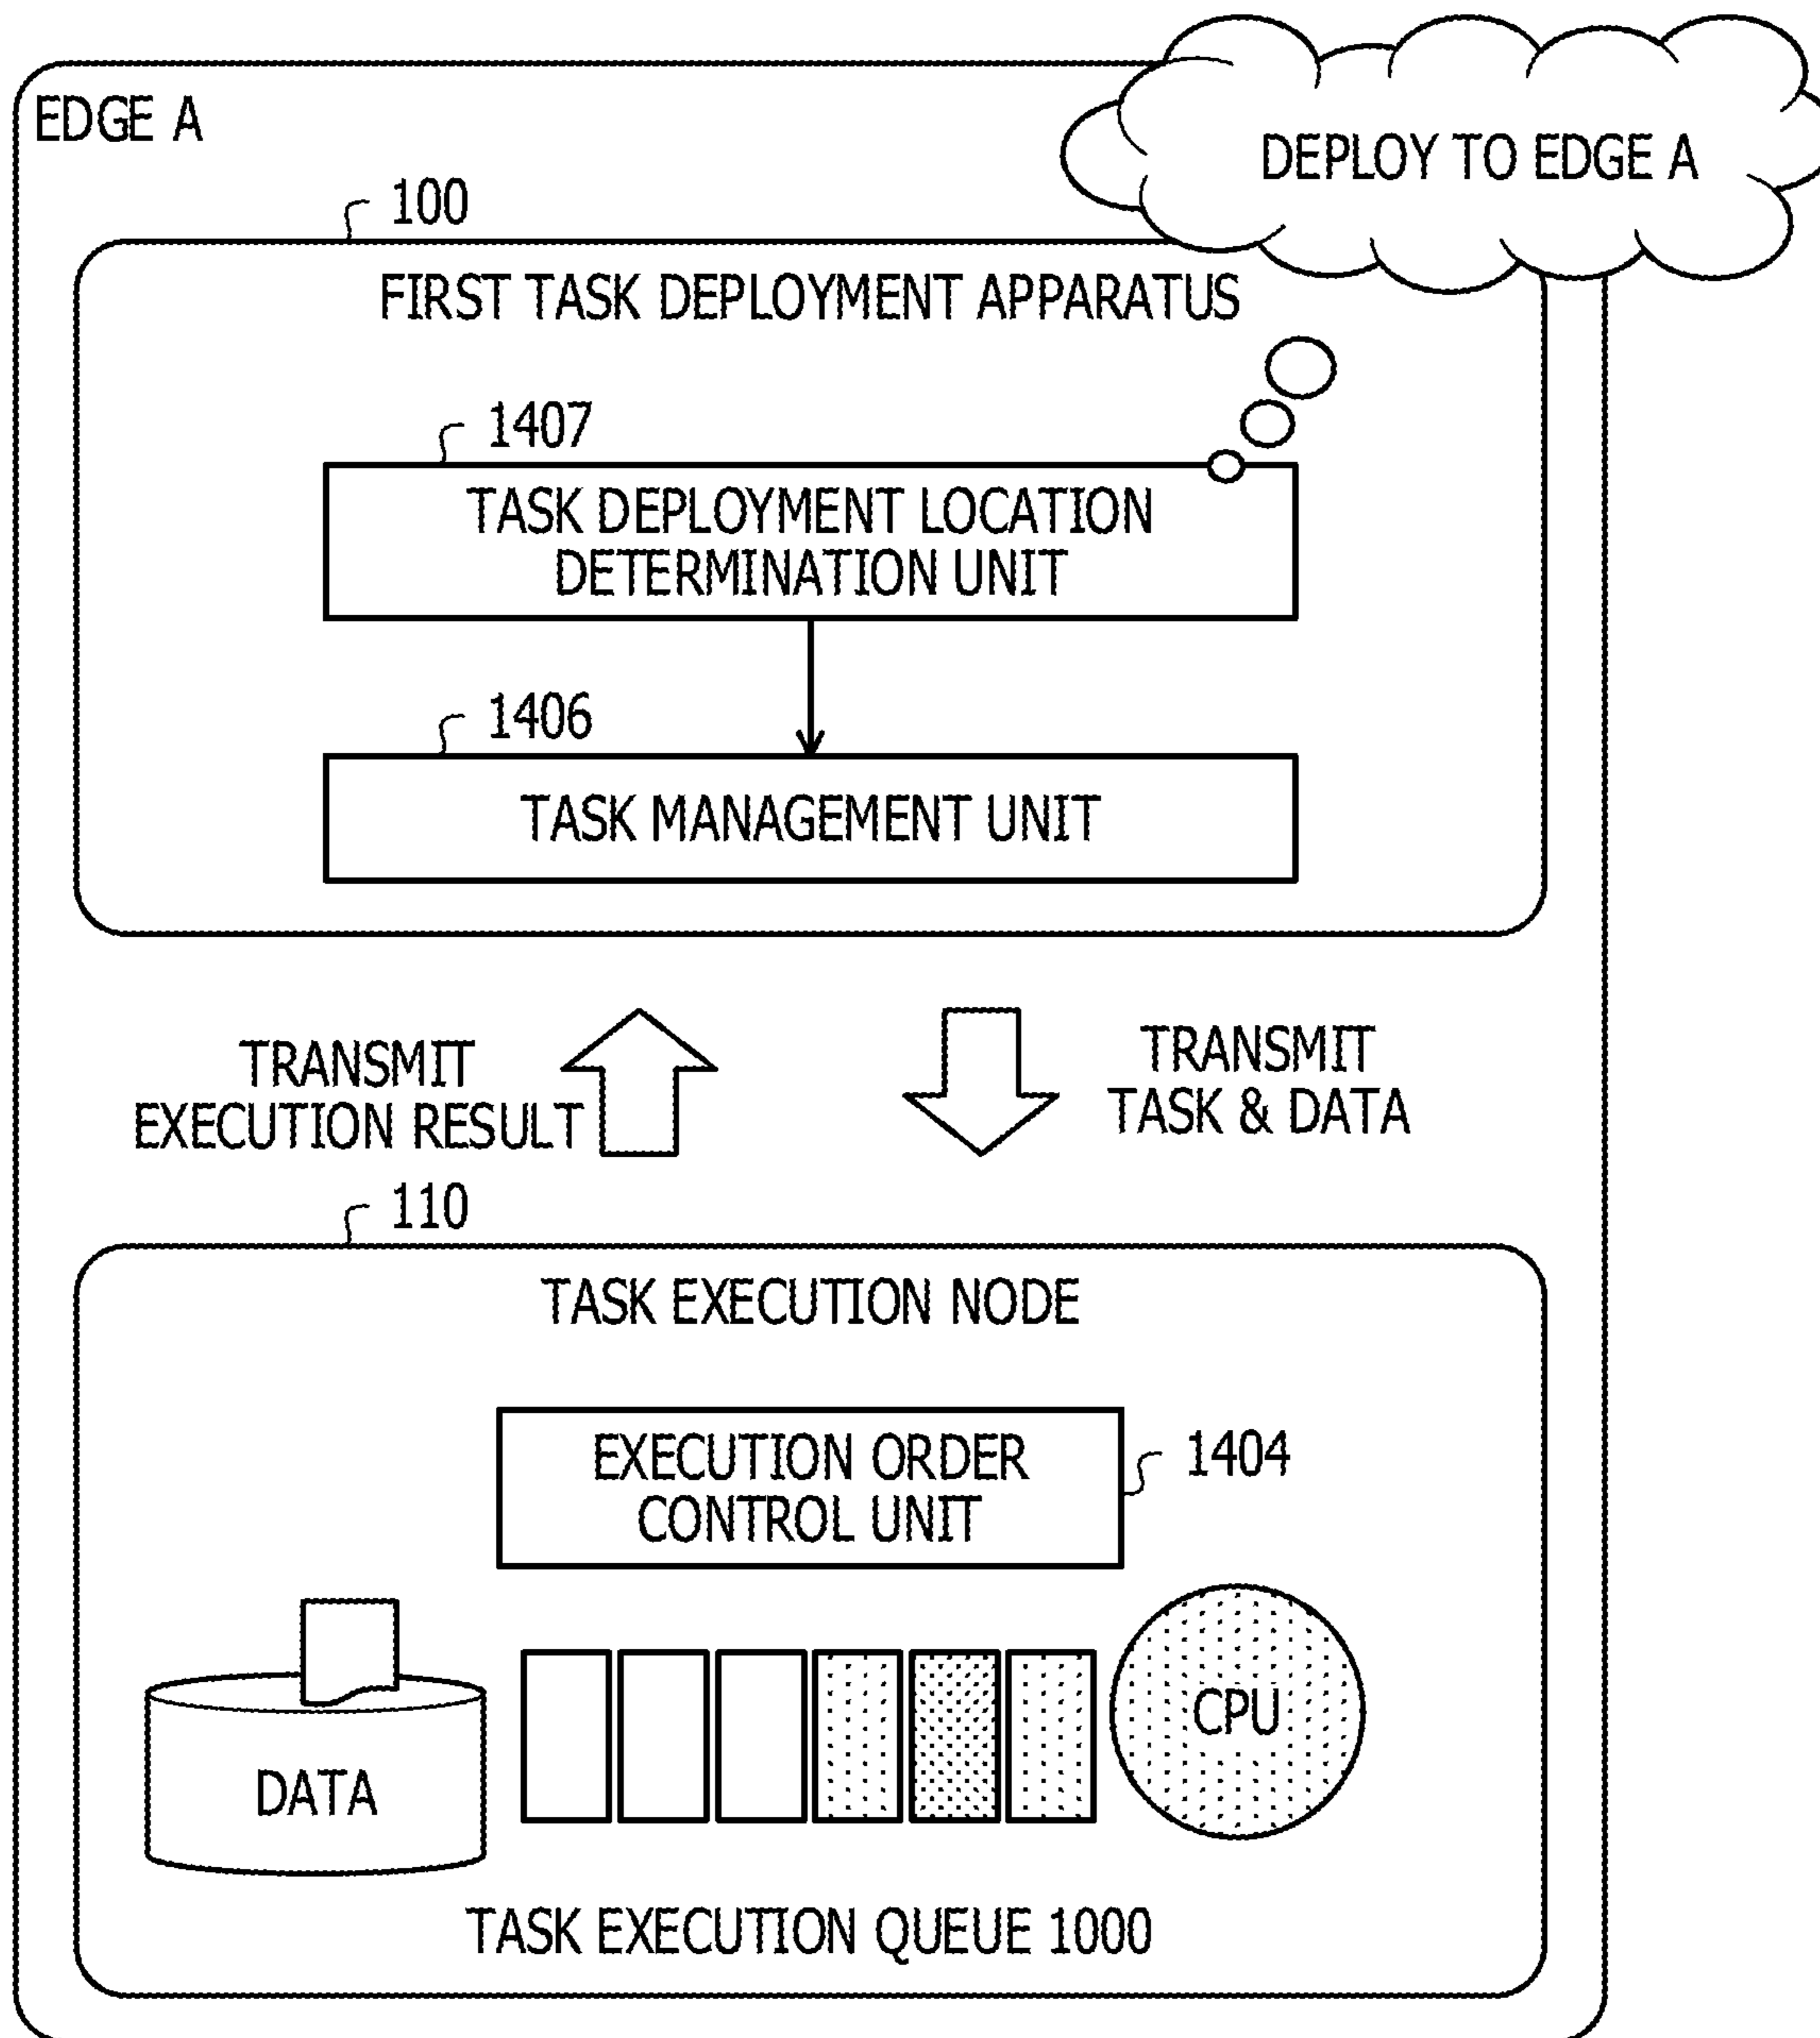 EDGE A
DEPLOY TO EDGE A
100
FIRST TASK DEPLOYMENT APPARATUS
1407
TASK DEPLOYMENT LOCATION
DETERMINATION UNIT
1406
TASK MANAGEMENT UNIT
TRANSMIT
EXECUTION RESULT
TRANSMIT
TASK & DATA
110
TASK EXECUTION NODE
EXECUTION ORDER
CONTROL UNIT
1404
DATA
CPU
TASK EXECUTION QUEUE 1000